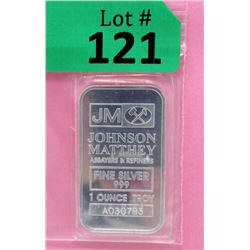 Lot #
121
JM
JOHNSON
MATTHEY
ASSAYERS & REFINERS
FINE SILVER
999
1 OUNCE TROY
A030793